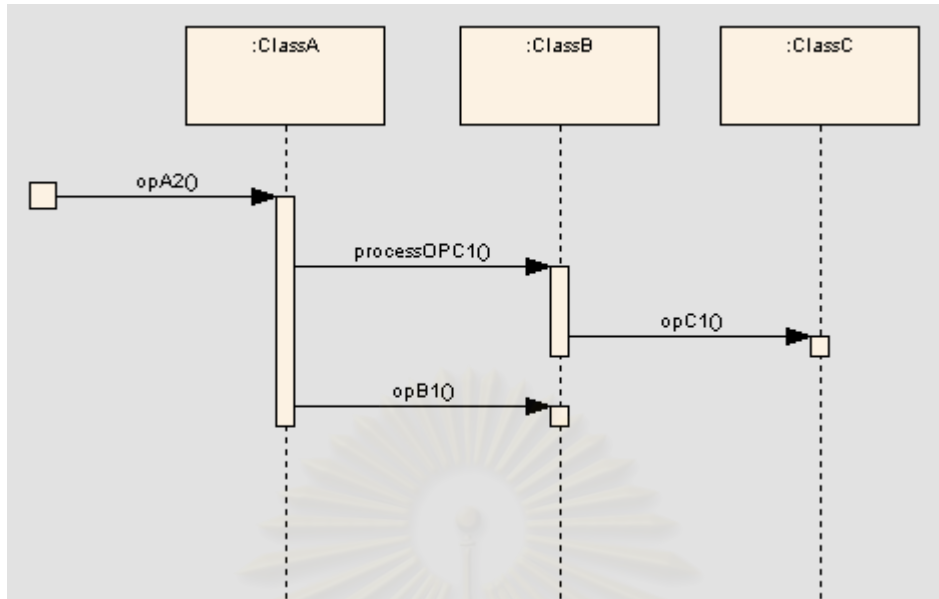 :ClassA
:ClassB
:ClassC
opA2()
processOPC1()
opC1()
opB1()